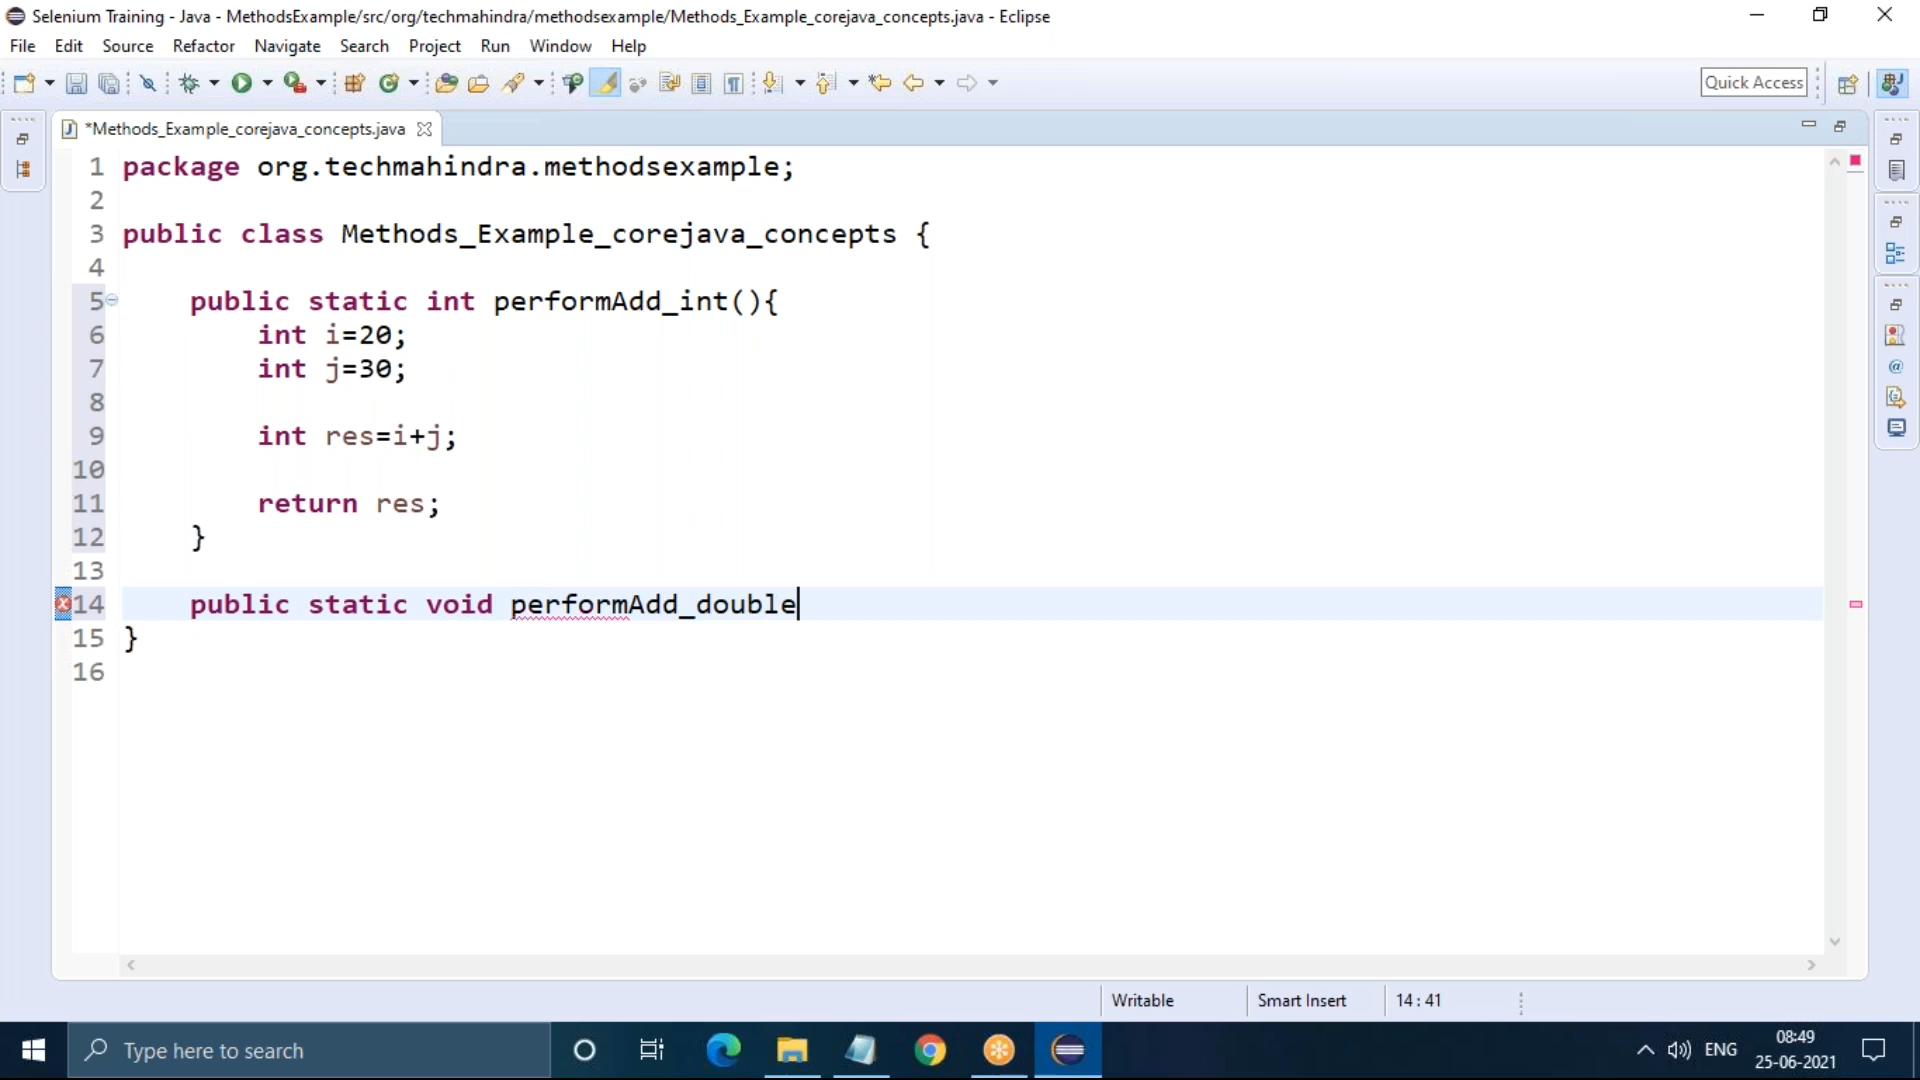 Selenium Training - Java - MethodsExample/src/org/techmahindra/methodsexample/Methods_Example_corejava_concepts.java - Eclipse
File Edit Source Refactor Navigate Search Project Run Window Help
Quick Access
*Methods_Example_corejava_concepts.java
1 package org.techmahindra.methodsexample;
2
3 public class Methods_Example_corejava_concepts {
4
5 public static int performAdd_int(){
6 int i=20;
7 int j=30;
8
9 int res=i+j;
10
11 return res;
12 }
13
14 public static void performAdd_double
15 }
16
Writable Smart Insert 14 : 41
Type here to search
ENG
08:49
25-06-2021